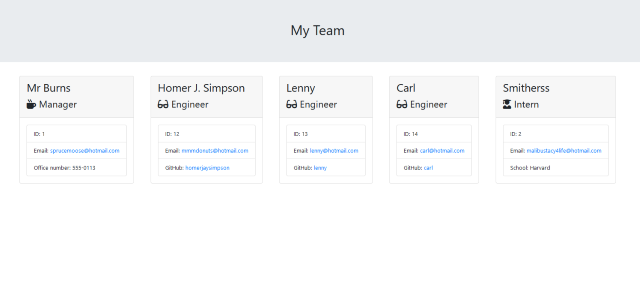 My Team
Mr Burns
Manager
ID: 1
Email: sprucemoose@hotmail.com
Office number: 555-0113
Homer J. Simpson
Engineer
ID: 12
Email: mmmdonuts@hotmail.com
GitHub: homerjaysimpson
Lenny
Engineer
ID: 13
Email: lenny@hotmail.com
GitHub: lenny
Carl
Engineer
ID: 14
Email: carl@hotmail.com
GitHub: carl
Smitherss
Intern
ID: 2
Email: malibustacy4life@hotmail.com
School: Harvard